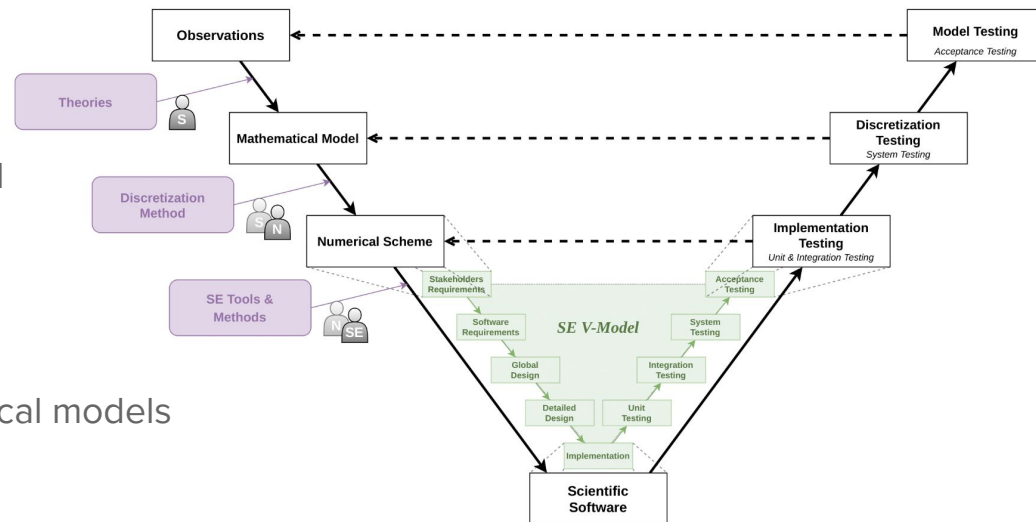 Observations
Model Testing
Acceptance Testing
Theories
S
Mathematical Model
Discretization
Testing
System Testing
Discretization
Method
S
N
Numerical Scheme
Implementation
Testing
Unit & Integration Testing
SE Tools &
Methods
N
SE
Stakeholders
Requirements
Acceptance
Testing
Software
Requirements
SE V-Model
System
Testing
Global
Design
Integration
Testing
Detailed
Design
Unit
Testing
Implementation
cal models
Scientific
Software